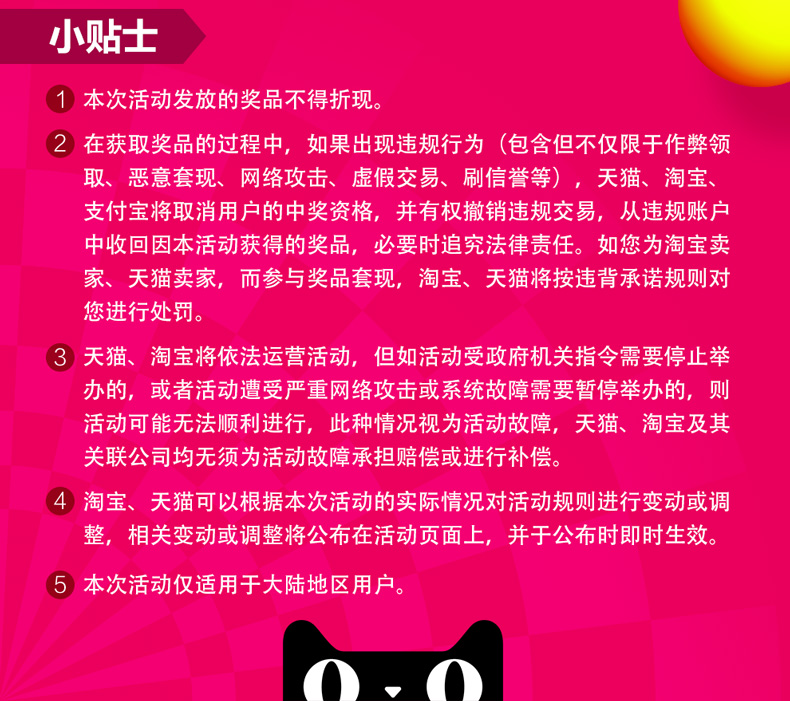 小贴士
1 本次活动发放的奖品不得折现。
2 在获取奖品的过程中，如果出现违规行为（包含但不仅限于作弊领
取、恶意套现、网络攻击、虚假交易、刷信誉等），天猫、淘宝、
支付宝将取消用户的中奖资格，并有权撤销违规交易，从违规账户
中收回因本活动获得的奖品，必要时追究法律责任。如您为淘宝卖
家、天猫卖家，而参与奖品套现，淘宝、天猫将按违背承诺规则对
您进行处罚。
3 天猫、淘宝将依法运营活动，但如活动受政府机关指令需要停止举
办的，或者活动遭受严重网络攻击或系统故障需要暂停举办的，则
活动可能无法顺利进行，此种情况视为活动故障，天猫、淘宝及其
关联公司均无须为活动故障承担赔偿或进行补偿。
4 淘宝、天猫可以根据本次活动的实际情况对活动规则进行变动或调
整，相关变动或调整将公布在活动页面上，并于公布时即时生效。
5 本次活动仅适用于大陆地区用户。